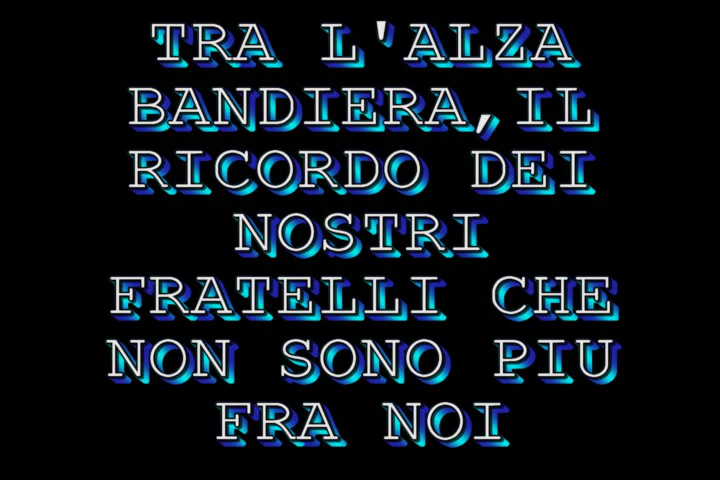 TRA L'ALZA
BANDIERA,IL
RICORDO DEI
NOSTRI
FRATELLI CHE
NON SONO PIU
FRA NOI